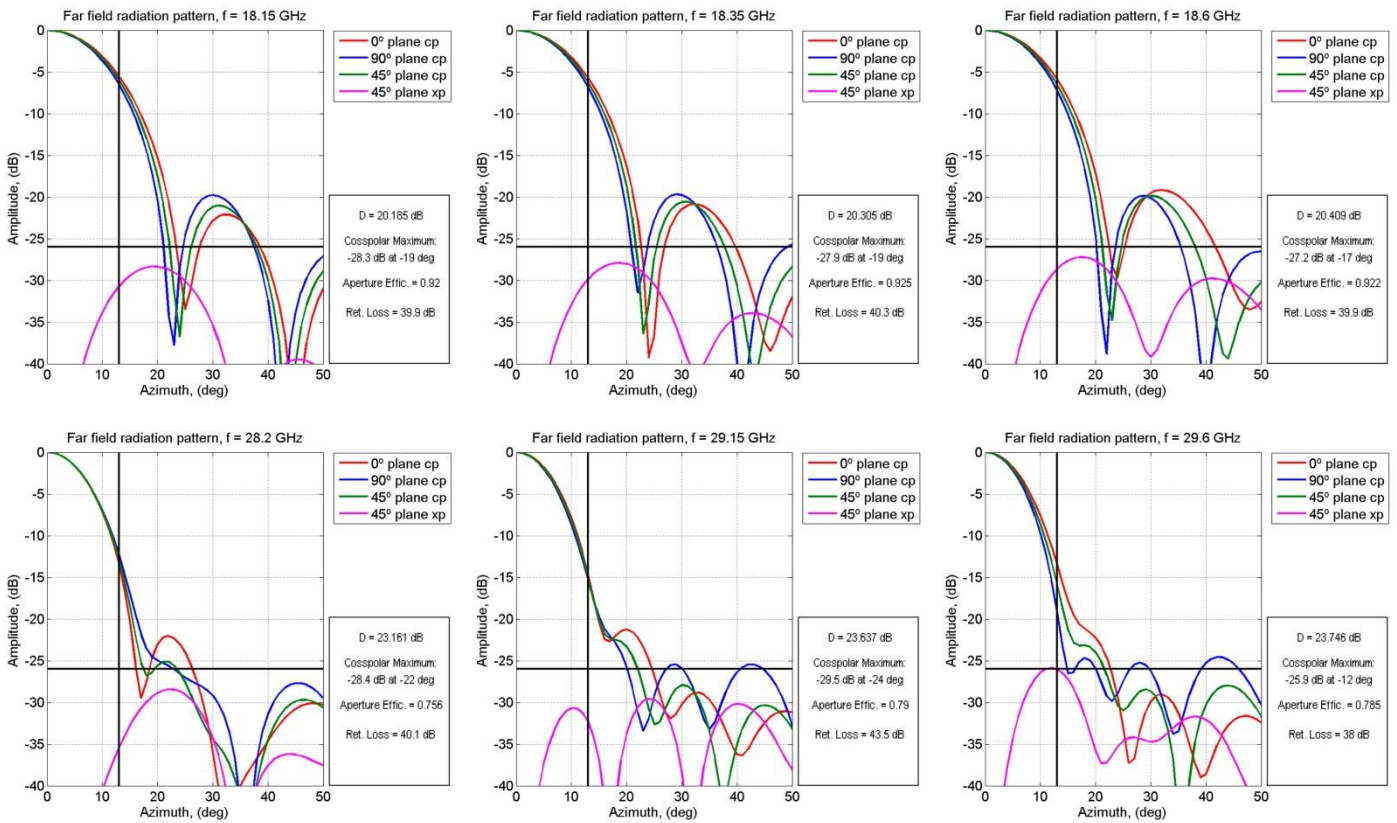 Far field radiation pattern, f = 18.15 GHz
0º plane cp
90º plane cp
45º plane cp
45º plane xp
Amplitude, (dB)
0
-5
-10
-15
-20
-25
-30
-35
-40
0 10 20 30 40 50
Azimuth, (deg)
D = 20.185 dB
Cosspolar Maximum:
-28.3 dB at -19 deg
Aperture Effic. = 0.92
Ret. Loss = 39.9 dB
Far field radiation pattern, f = 18.35 GHz
0º plane cp
90º plane cp
45º plane cp
45º plane xp
Amplitude, (dB)
0
-5
-10
-15
-20
-25
-30
-35
-40
0 10 20 30 40 50
Azimuth, (deg)
D = 20.305 dB
Cosspolar Maximum:
-27.9 dB at -19 deg
Aperture Effic. = 0.925
Ret. Loss = 40.3 dB
Far field radiation pattern, f = 18.6 GHz
0º plane cp
90º plane cp
45º plane cp
45º plane xp
Amplitude, (dB)
0
-5
-10
-15
-20
-25
-30
-35
-40
0 10 20 30 40 50
Azimuth, (deg)
D = 20.409 dB
Cosspolar Maximum:
-27.2 dB at -17 deg
Aperture Effic. = 0.922
Ret. Loss = 39.9 dB
Far field radiation pattern, f = 28.2 GHz
0º plane cp
90º plane cp
45º plane cp
45º plane xp
Amplitude, (dB)
0
-5
-10
-15
-20
-25
-30
-35
-40
0 10 20 30 40 50
Azimuth, (deg)
D = 23.161 dB
Cosspolar Maximum:
-28.4 dB at -22 deg
Aperture Effic. = 0.756
Ret. Loss = 40.1 dB
Far field radiation pattern, f = 29.15 GHz
0º plane cp
90º plane cp
45º plane cp
45º plane xp
Amplitude, (dB)
0
-5
-10
-15
-20
-25
-30
-35
-40
0 10 20 30 40 50
Azimuth, (deg)
D = 23.637 dB
Cosspolar Maximum:
-29.5 dB at -24 deg
Aperture Effic. = 0.79
Ret. Loss = 43.5 dB
Far field radiation pattern, f = 29.6 GHz
0º plane cp
90º plane cp
45º plane cp
45º plane xp
Amplitude, (dB)
0
-5
-10
-15
-20
-25
-30
-35
-40
0 10 20 30 40 50
Azimuth, (deg)
D = 23.746 dB
Cosspolar Maximum:
-25.9 dB at -12 deg
Aperture Effic. = 0.785
Ret. Loss = 38 dB